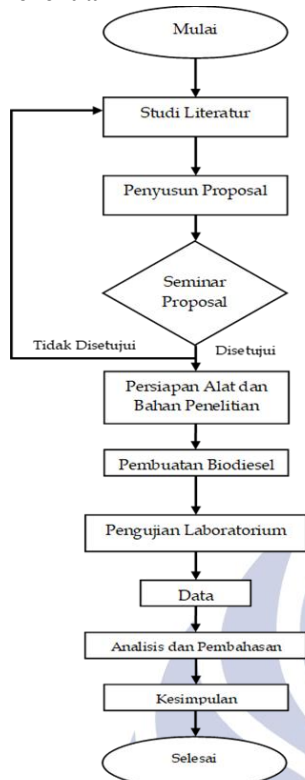 Mulai
Studi Literatur
Penyusun Proposal
Seminar
Proposal
Tidak Disetujui
Disetujui
Persiapan Alat dan
Bahan Penelitian
Pembuatan Biodiesel
Pengujian Laboratorium
Data
Analisis dan Pembahasan
Kesimpulan
Selesai